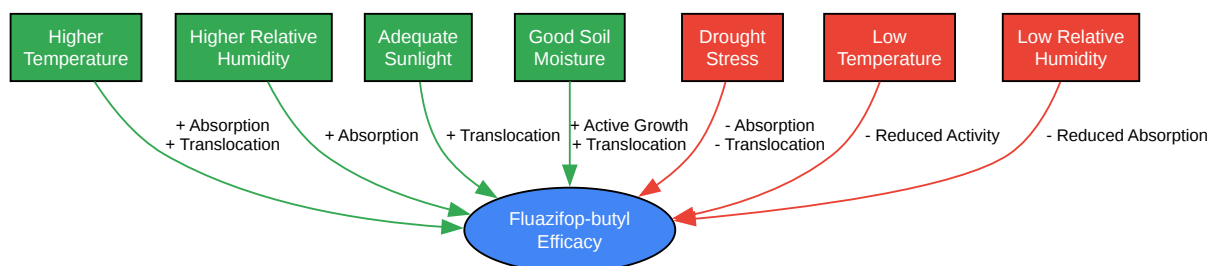 Higher
Temperature
Higher Relative
Humidity
Adequate
Sunlight
Good Soil
Moisture
Drought
Stress
Low
Temperature
Low Relative
Humidity
+ Absorption
+ Translocation
+ Absorption
+ Translocation
+ Active Growth
+ Translocation
- Absorption
- Translocation
- Reduced Activity
- Reduced Absorption
Fluazifop-butyl
Efficacy